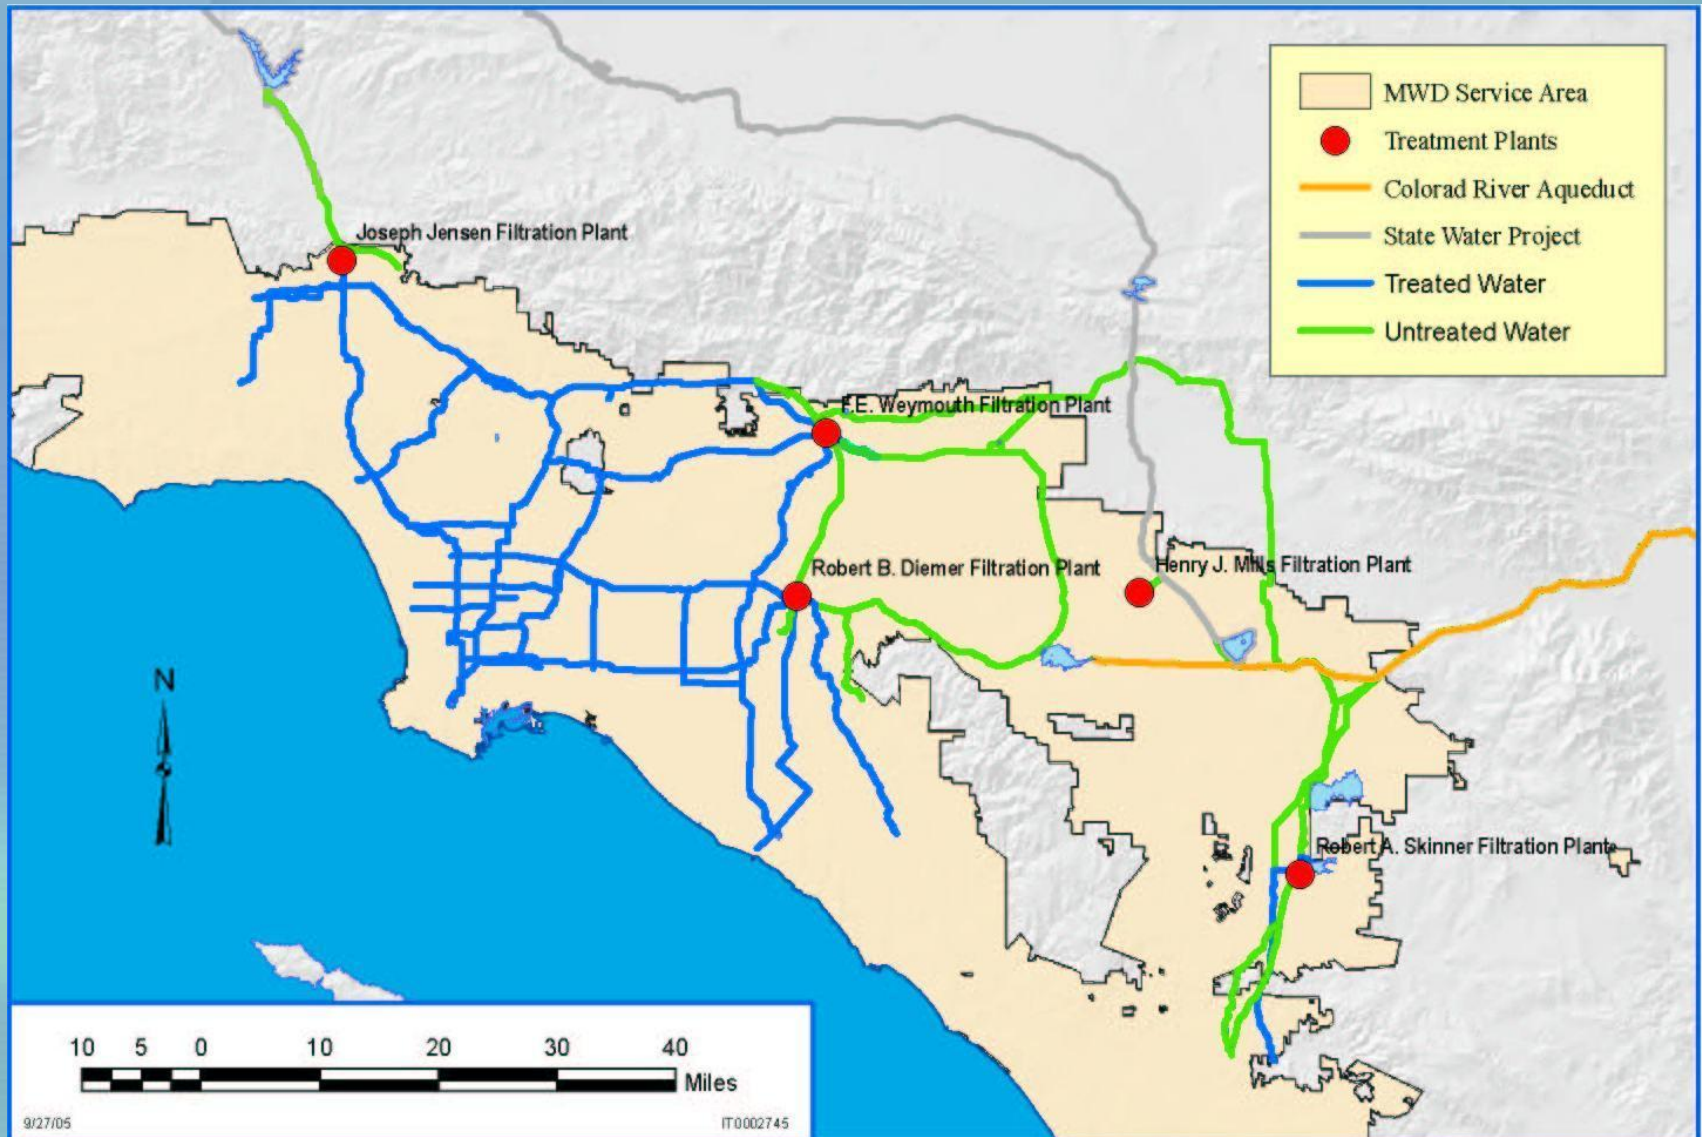 MWD Service Area
Treatment Plants
Colorad River Aqueduct
State Water Project
Treated Water
Untreated Water
Joseph Jensen Filtration Plant
F.E. Weymouth Filtration Plant
Robert B. Diemer Filtration Plant
Henry J. Mills Filtration Plant
Robert A. Skinner Filtration Plant
N
10 5 0 10 20 30 40
Miles
9/27/05
IT0002745